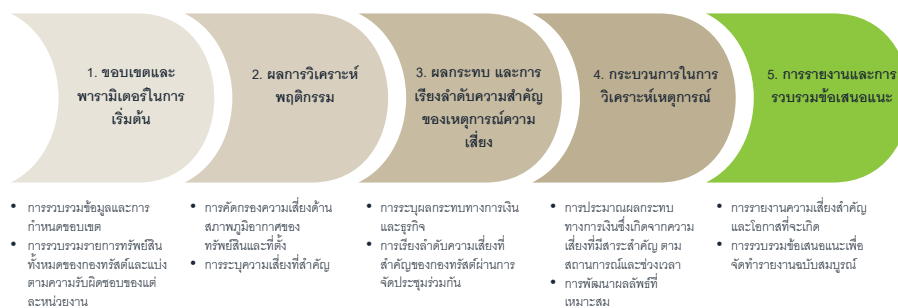 1. ขอบเขตและ
พารามิเตอร์ในการ
เริ่มต้น
2. ผลการวิเคราะห์
พฤติกรรม
3. ผลกระทบ และการ
เรียงลำดับความสำคัญ
ของเหตุการณ์ความ
เสี่ยง
4. กระบวนการในการ
วิเคราะห์เหตุการณ์
5. การรายงานและการ
รวบรวมข้อเสนอแนะ
• การรวบรวมข้อมูลและการ
กำหนดขอบเขต
• การรวบรวมรายการทรัพย์สิน
ทั้งหมดของกองทรัสต์และแบ่ง
ตามความรับผิดชอบของแต่
ละหน่วยงาน
• การคัดกรองความเสี่ยงด้าน
สภาพภูมิอากาศของ
ทรัพย์สินและที่ตั้ง
• การระบุความเสี่ยงที่สำคัญ
• การระบุผลกระทบทางการเงิน
และธุรกิจ
• การเรียงลำดับความเสี่ยงที่
สำคัญของกองทรัสต์ผ่านการ
จัดประชุมร่วมกัน
• การประมาณผลกระทบ
ทางการเงินซึ่งเกิดจากความ
เสี่ยงที่มีสาระสำคัญ ตาม
สถานการณ์และช่วงเวลา
• การพัฒนาผลลัพธ์ที่
เหมาะสม
• การรายงานความเสี่ยงสำคัญ
และโอกาสที่จะเกิด
• การรวบรวมข้อเสนอแนะเพื่อ
จัดทำรายงานฉบับสมบูรณ์